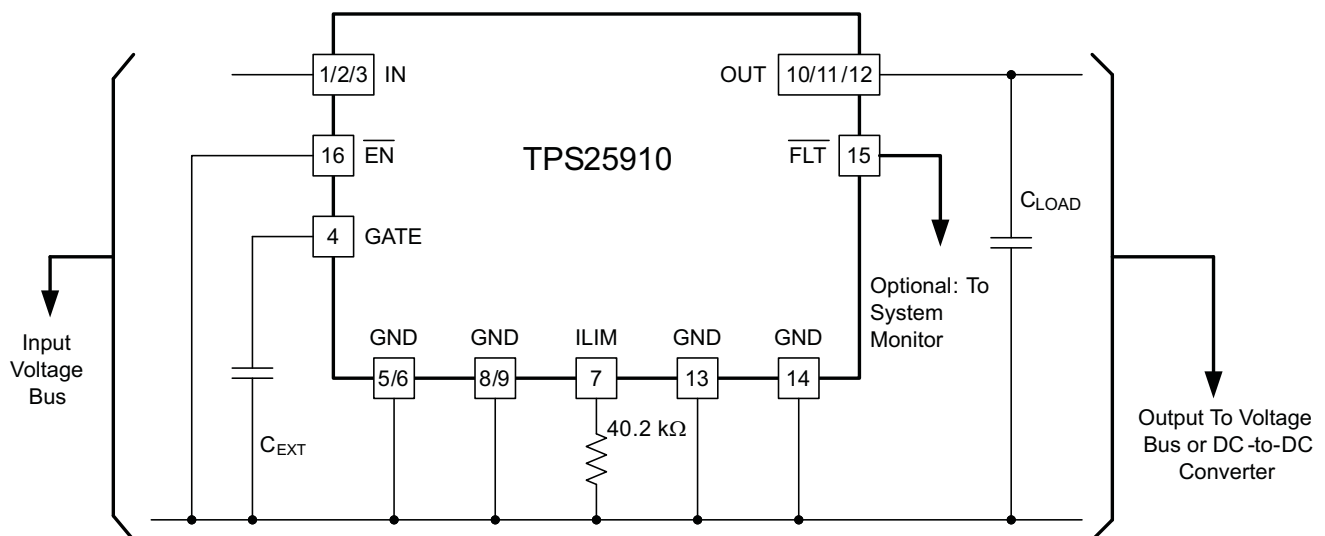 1/2/3 IN
OUT 10/11/12
16 EN
TPS25910
FLT 15
4 GATE
CLOAD
Optional: To
System
Monitor
Input
Voltage
Bus
GND GND ILIM GND GND
5/6 8/9 7 13 14
40.2 kΩ
CEXT
Output To Voltage
Bus or DC-to-DC
Converter